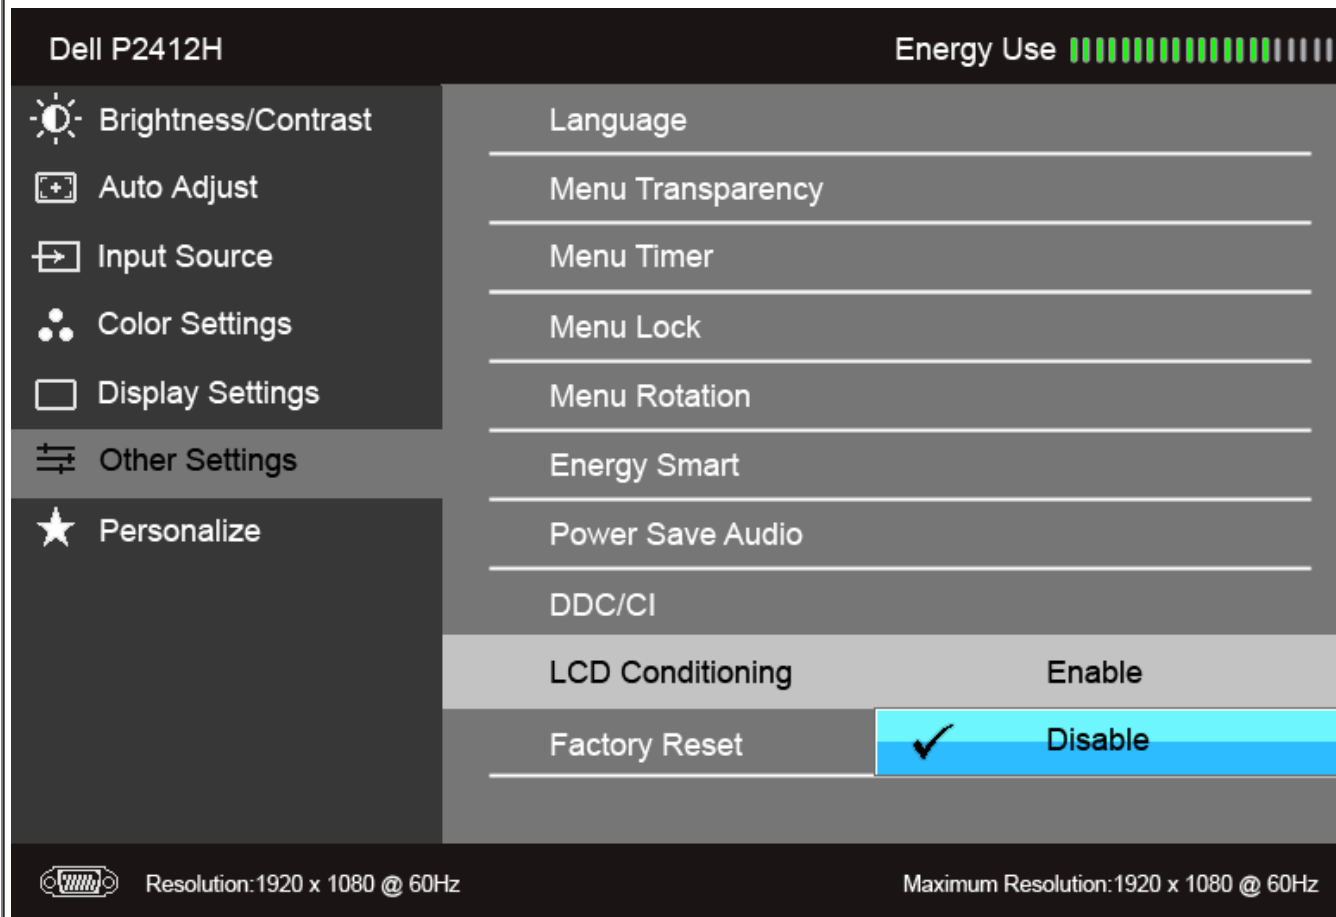 Dell P2412H
Energy Use
Brightness/Contrast
Auto Adjust
Input Source
Color Settings
Display Settings
Other Settings
Personalize
Language
Menu Transparency
Menu Timer
Menu Lock
Menu Rotation
Energy Smart
Power Save Audio
DDC/CI
LCD Conditioning
Enable
Factory Reset
Disable
Resolution:1920 x 1080 @ 60Hz
Maximum Resolution:1920 x 1080 @ 60Hz